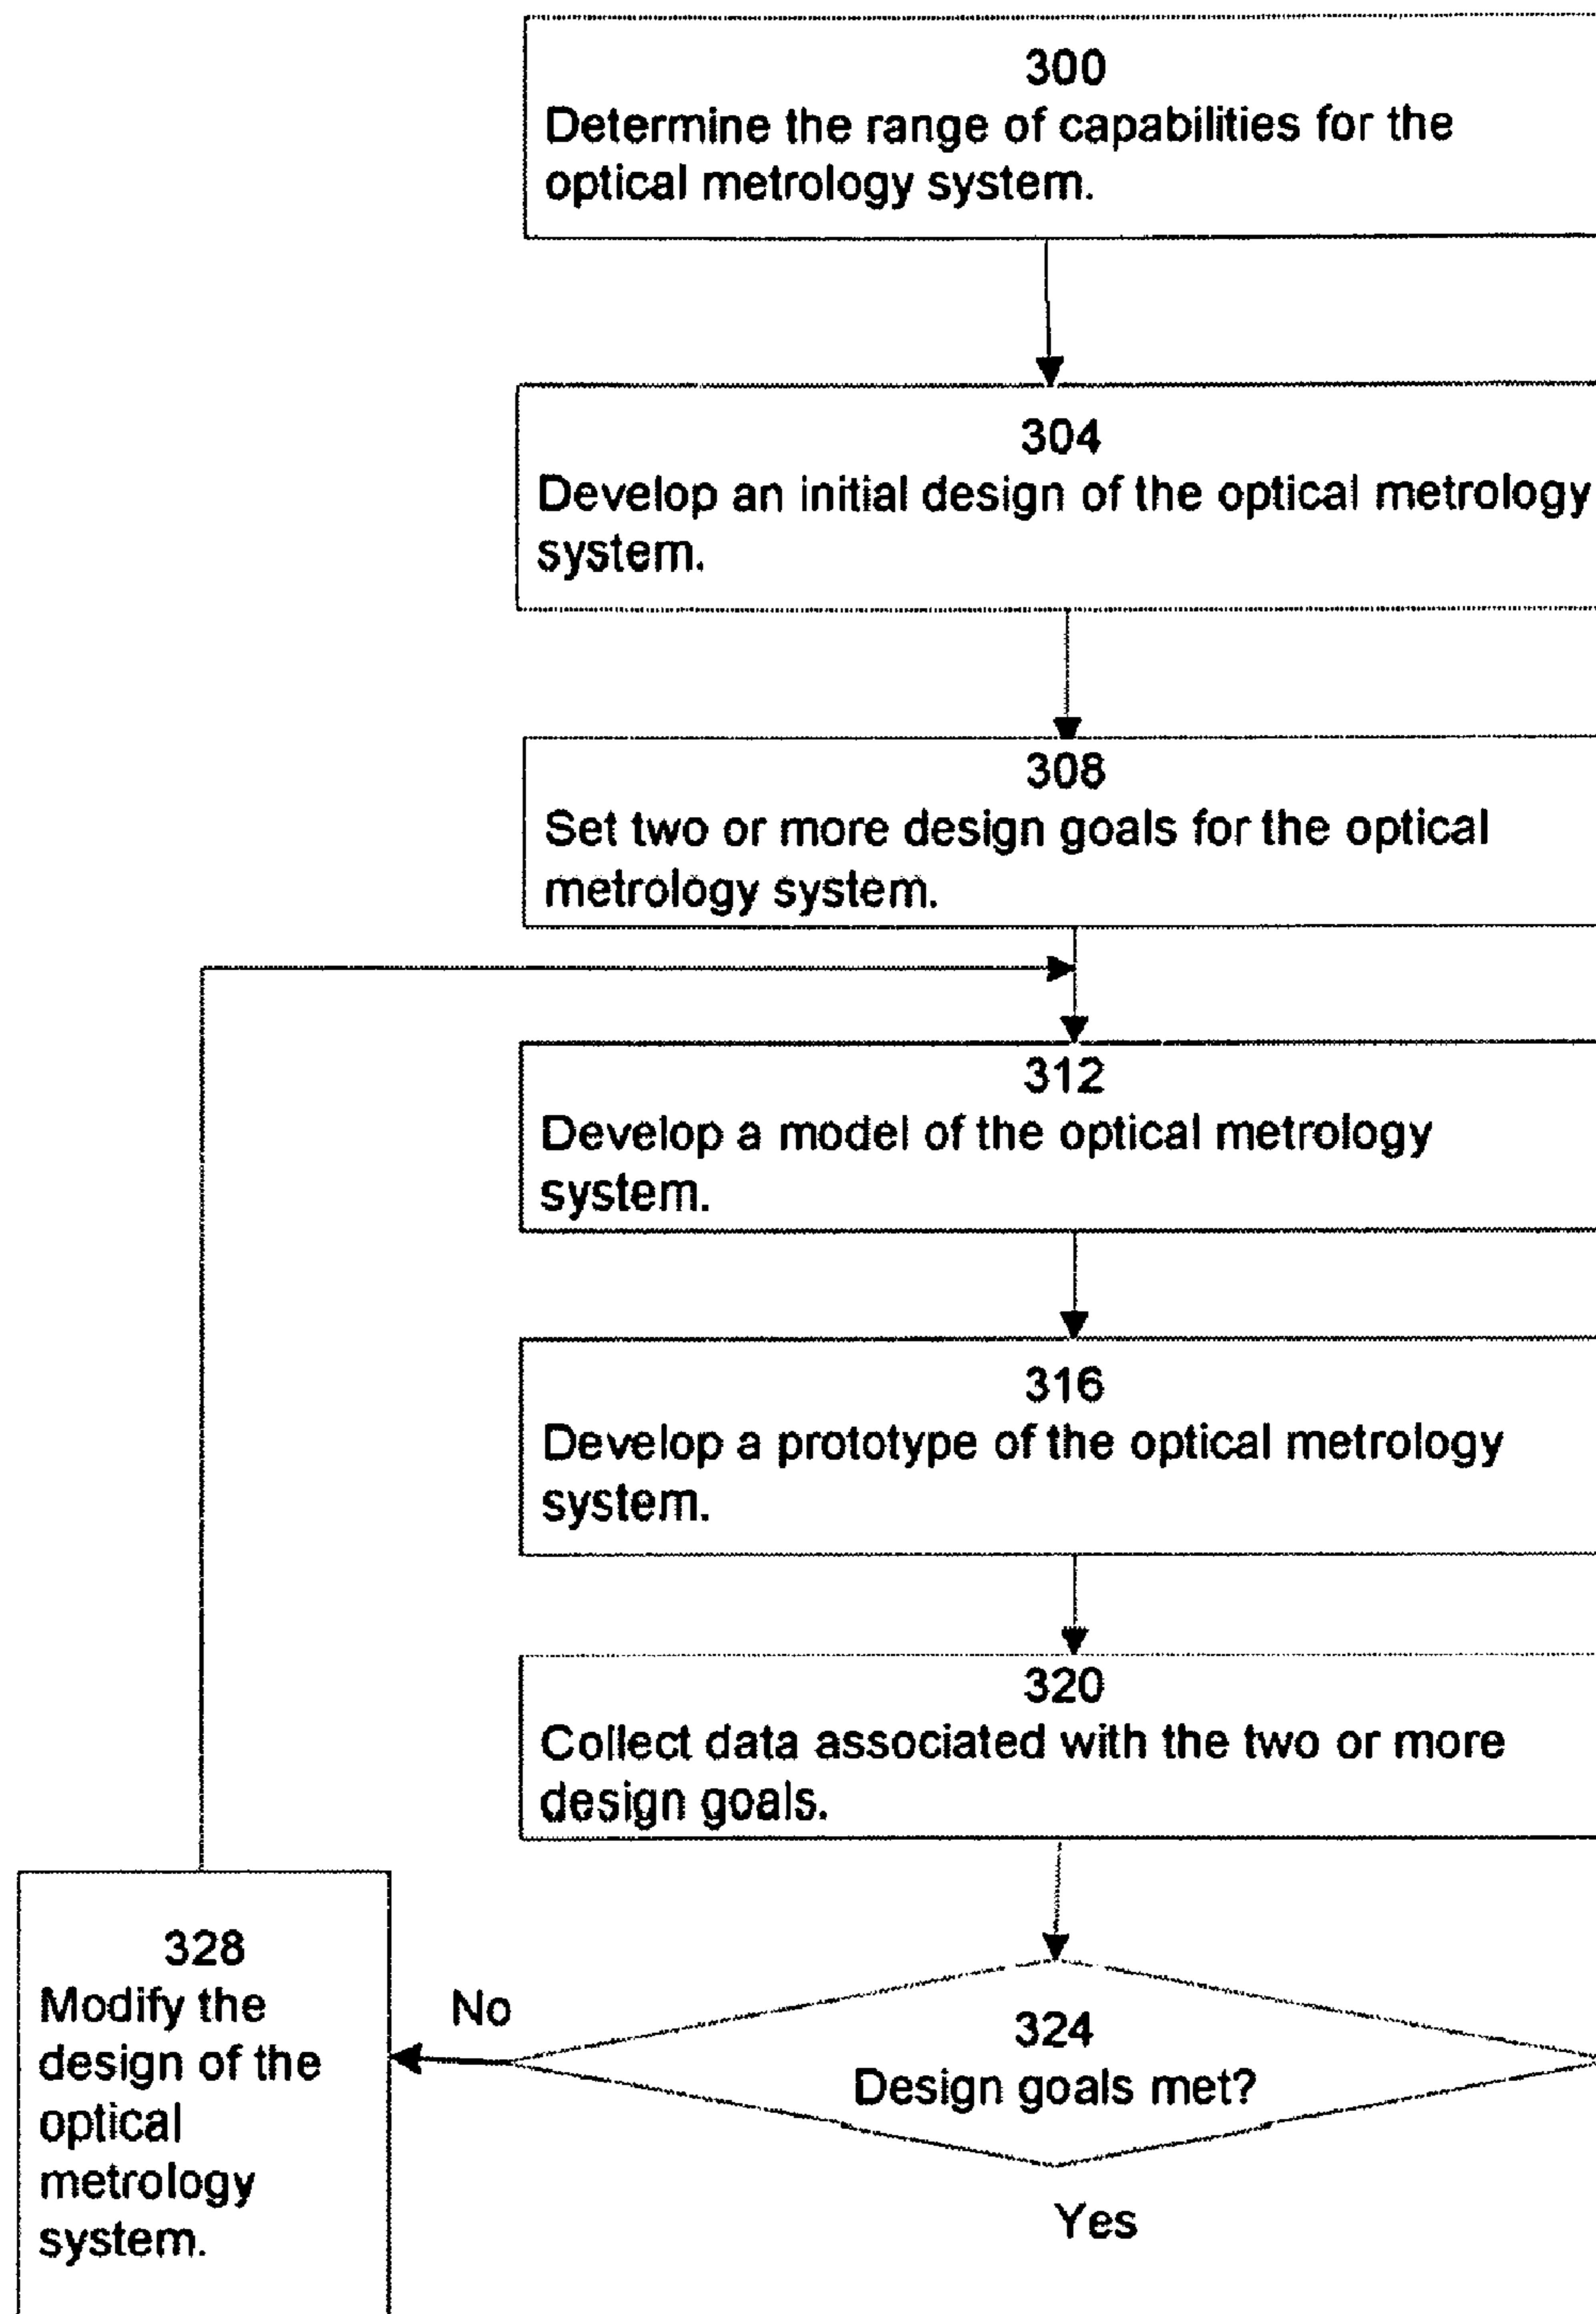 300
Determine the range of capabilities for the
optical metrology system.
304
Develop an initial design of the optical metrology
system.
308
Set two or more design goals for the optical
metrology system.
312
Develop a model of the optical metrology
system.
316
Develop a prototype of the optical metrology
system.
320
Collect data associated with the two or more
design goals.
324
Design goals met?
No
Yes
328
Modify the
design of the
optical
metrology
system.